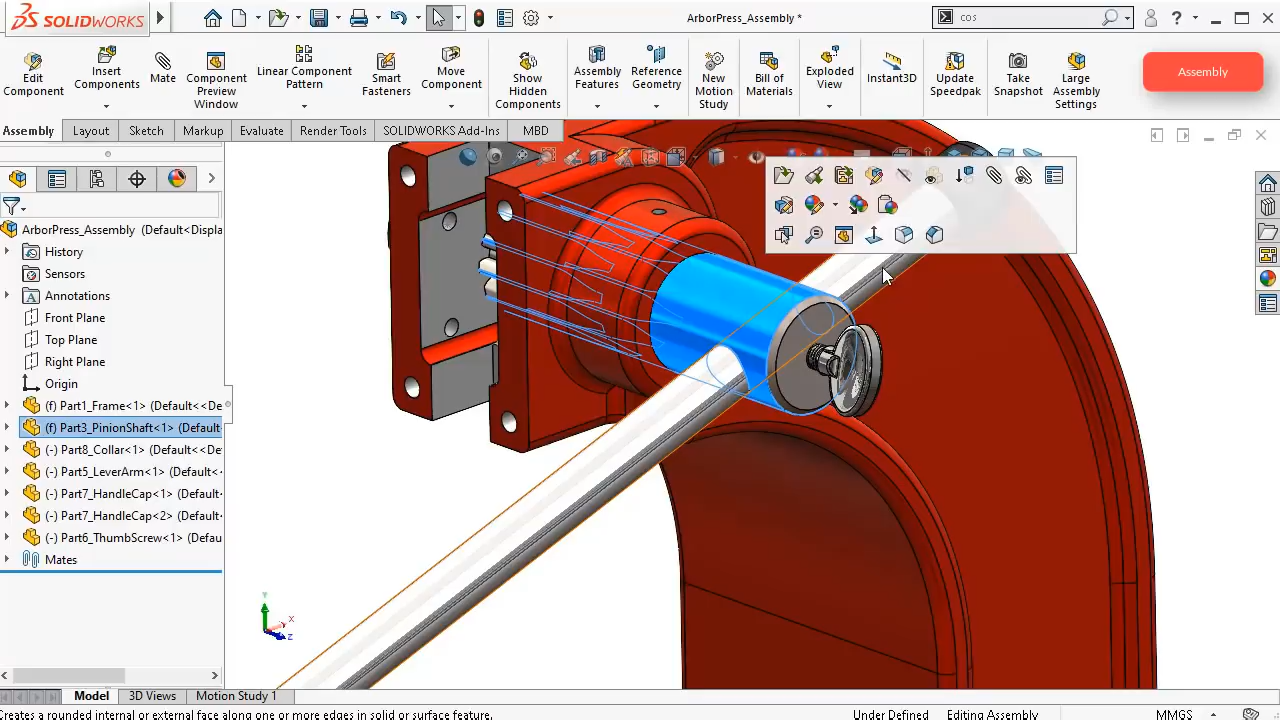 SOLIDWORKS
ArborPress_Assembly *
cos
?
Edit Component
Insert Components
Mate
Component Preview Window
Linear Component Pattern
Smart Fasteners
Move Component
Show Hidden Components
Assembly Features
Reference Geometry
New Motion Study
Bill of Materials
Exploded View
Instant3D
Update Speedpak
Take Snapshot
Large Assembly Settings
Assembly
Assembly Layout Sketch Markup Evaluate Render Tools SOLIDWORKS Add-Ins MBD
ArborPress_Assembly (Default<Displa
History
Sensors
Annotations
Front Plane
Top Plane
Right Plane
Origin
(f) Part1_Frame<1> (Default<<De
(f) Part3_PinionShaft<1> (Default
(-) Part8_Collar<1> (Default<<De
(-) Part5_LeverArm<1> (Default<
(-) Part7_HandleCap<1> (Default
(-) Part7_HandleCap<2> (Default
(-) Part6_ThumbScrew<1> (Defau
Mates
Y
X
Z
Model 3D Views Motion Study 1
Creates a rounded internal or external face along one or more edges in solid or surface feature.
Under Defined Editing Assembly MMGS